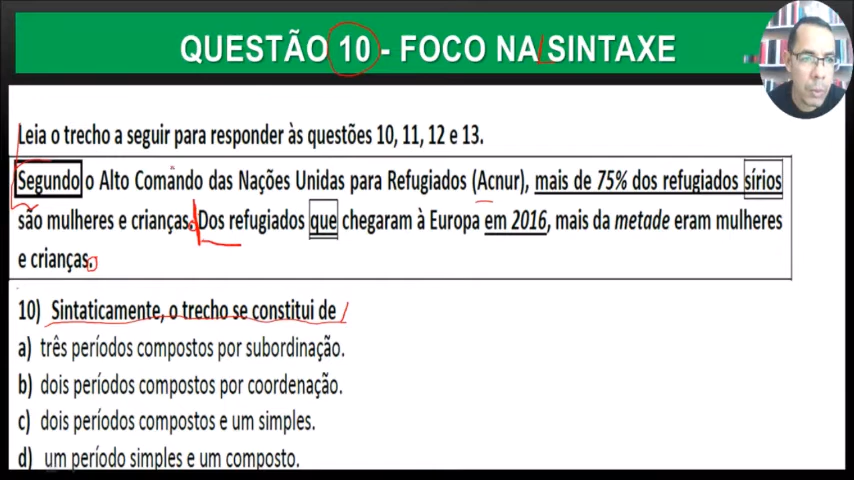 QUESTÃO 10 - FOCO NA SINTAXE
Leia o trecho a seguir para responder às questões 10, 11, 12 e 13.
Segundo o Alto Comando das Nações Unidas para Refugiados (Acnur), mais de 75% dos refugiados sírios
são mulheres e crianças. Dos refugiados que chegaram à Europa em 2016, mais da metade eram mulheres
e crianças.
10) Sintaticamente, o trecho se constitui de
a) três períodos compostos por subordinação.
b) dois períodos compostos por coordenação.
c) dois períodos compostos e um simples.
d) um período simples e um composto.